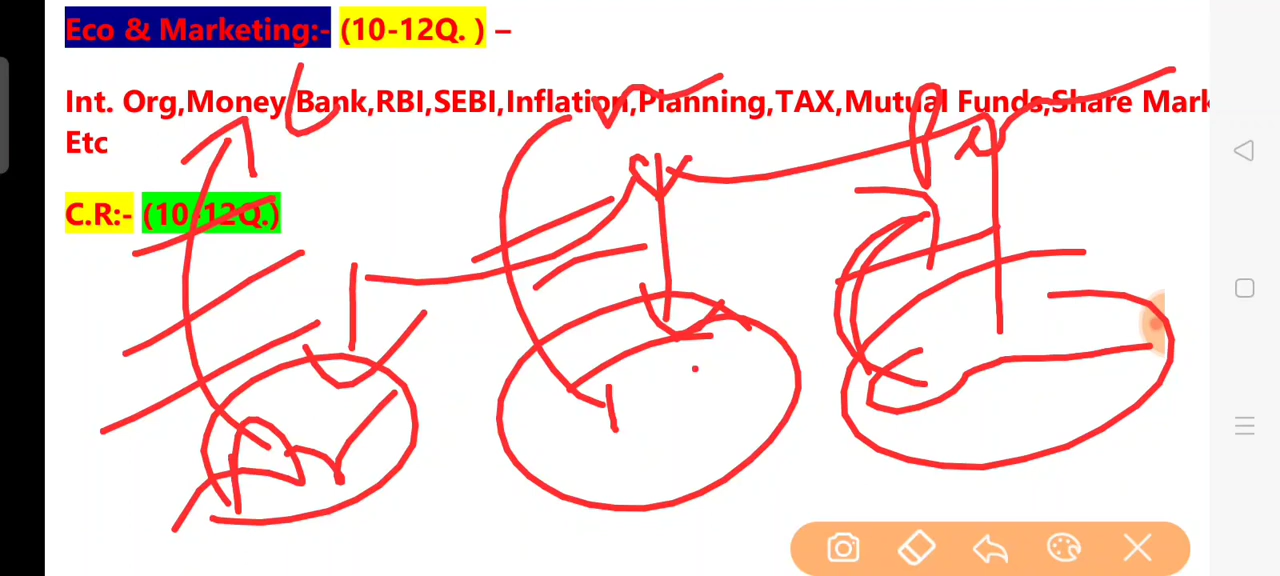 Eco & Marketing:- (10-12Q. ) –
Int. Org,Money/Bank,RBI,SEBI,Inflation,Planning,TAX,Mutual Funds,Share Mark
Etc
C.R:- (10-12Q.)